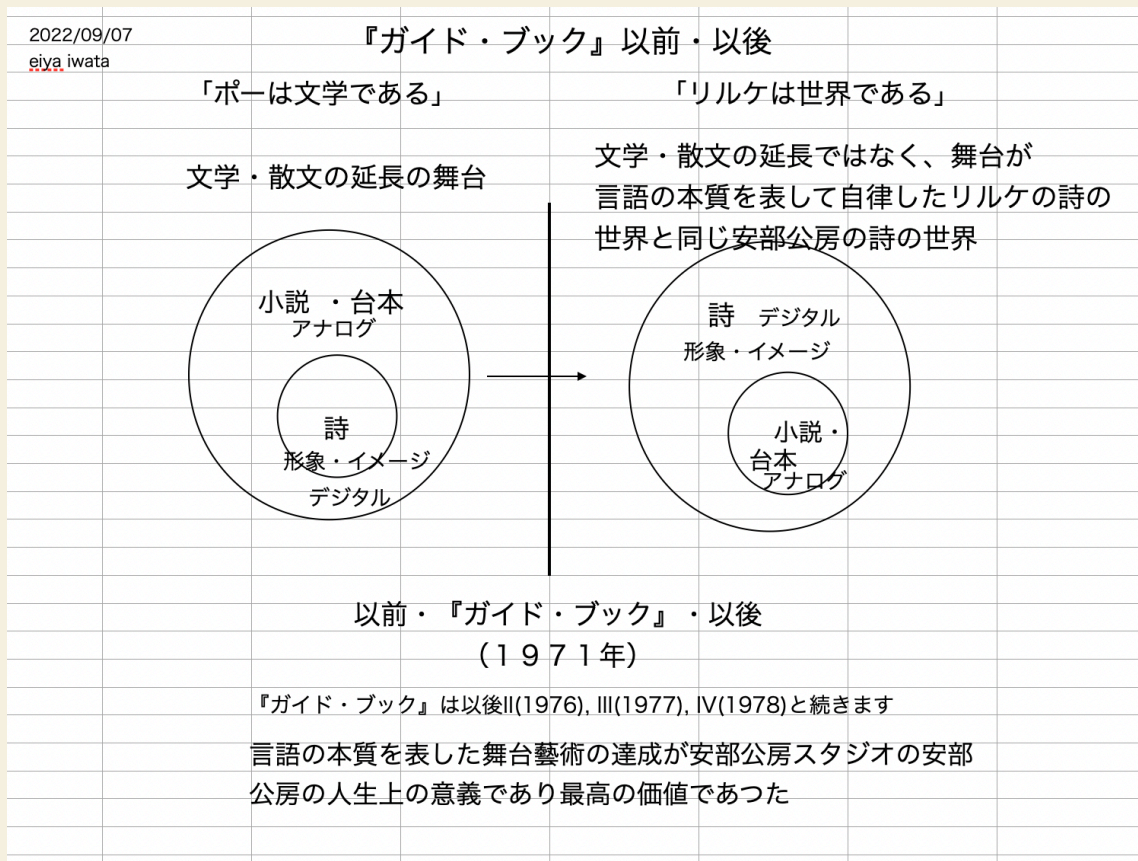 2022/09/07
eiya iwata
『ガイド・ブック』以前・以後
「ポーは文学である」
「リルケは世界である」
文学・散文の延長の舞台
文学・散文の延長ではなく、舞台が
言語の本質を表して自律したリルケの詩の
世界と同じ安部公房の詩の世界
小説 ・台本
アナログ
詩
形象・イメージ
デジタル
詩 デジタル
形象・イメージ
小説・
台本
アナログ
以前・『ガイド・ブック』・以後
（１９７１年）
『ガイド・ブック』は以後II(1976), III(1977), IV(1978)と続きます
言語の本質を表した舞台藝術の達成が安部公房スタジオの安部
公房の人生上の意義であり最高の価値であつた